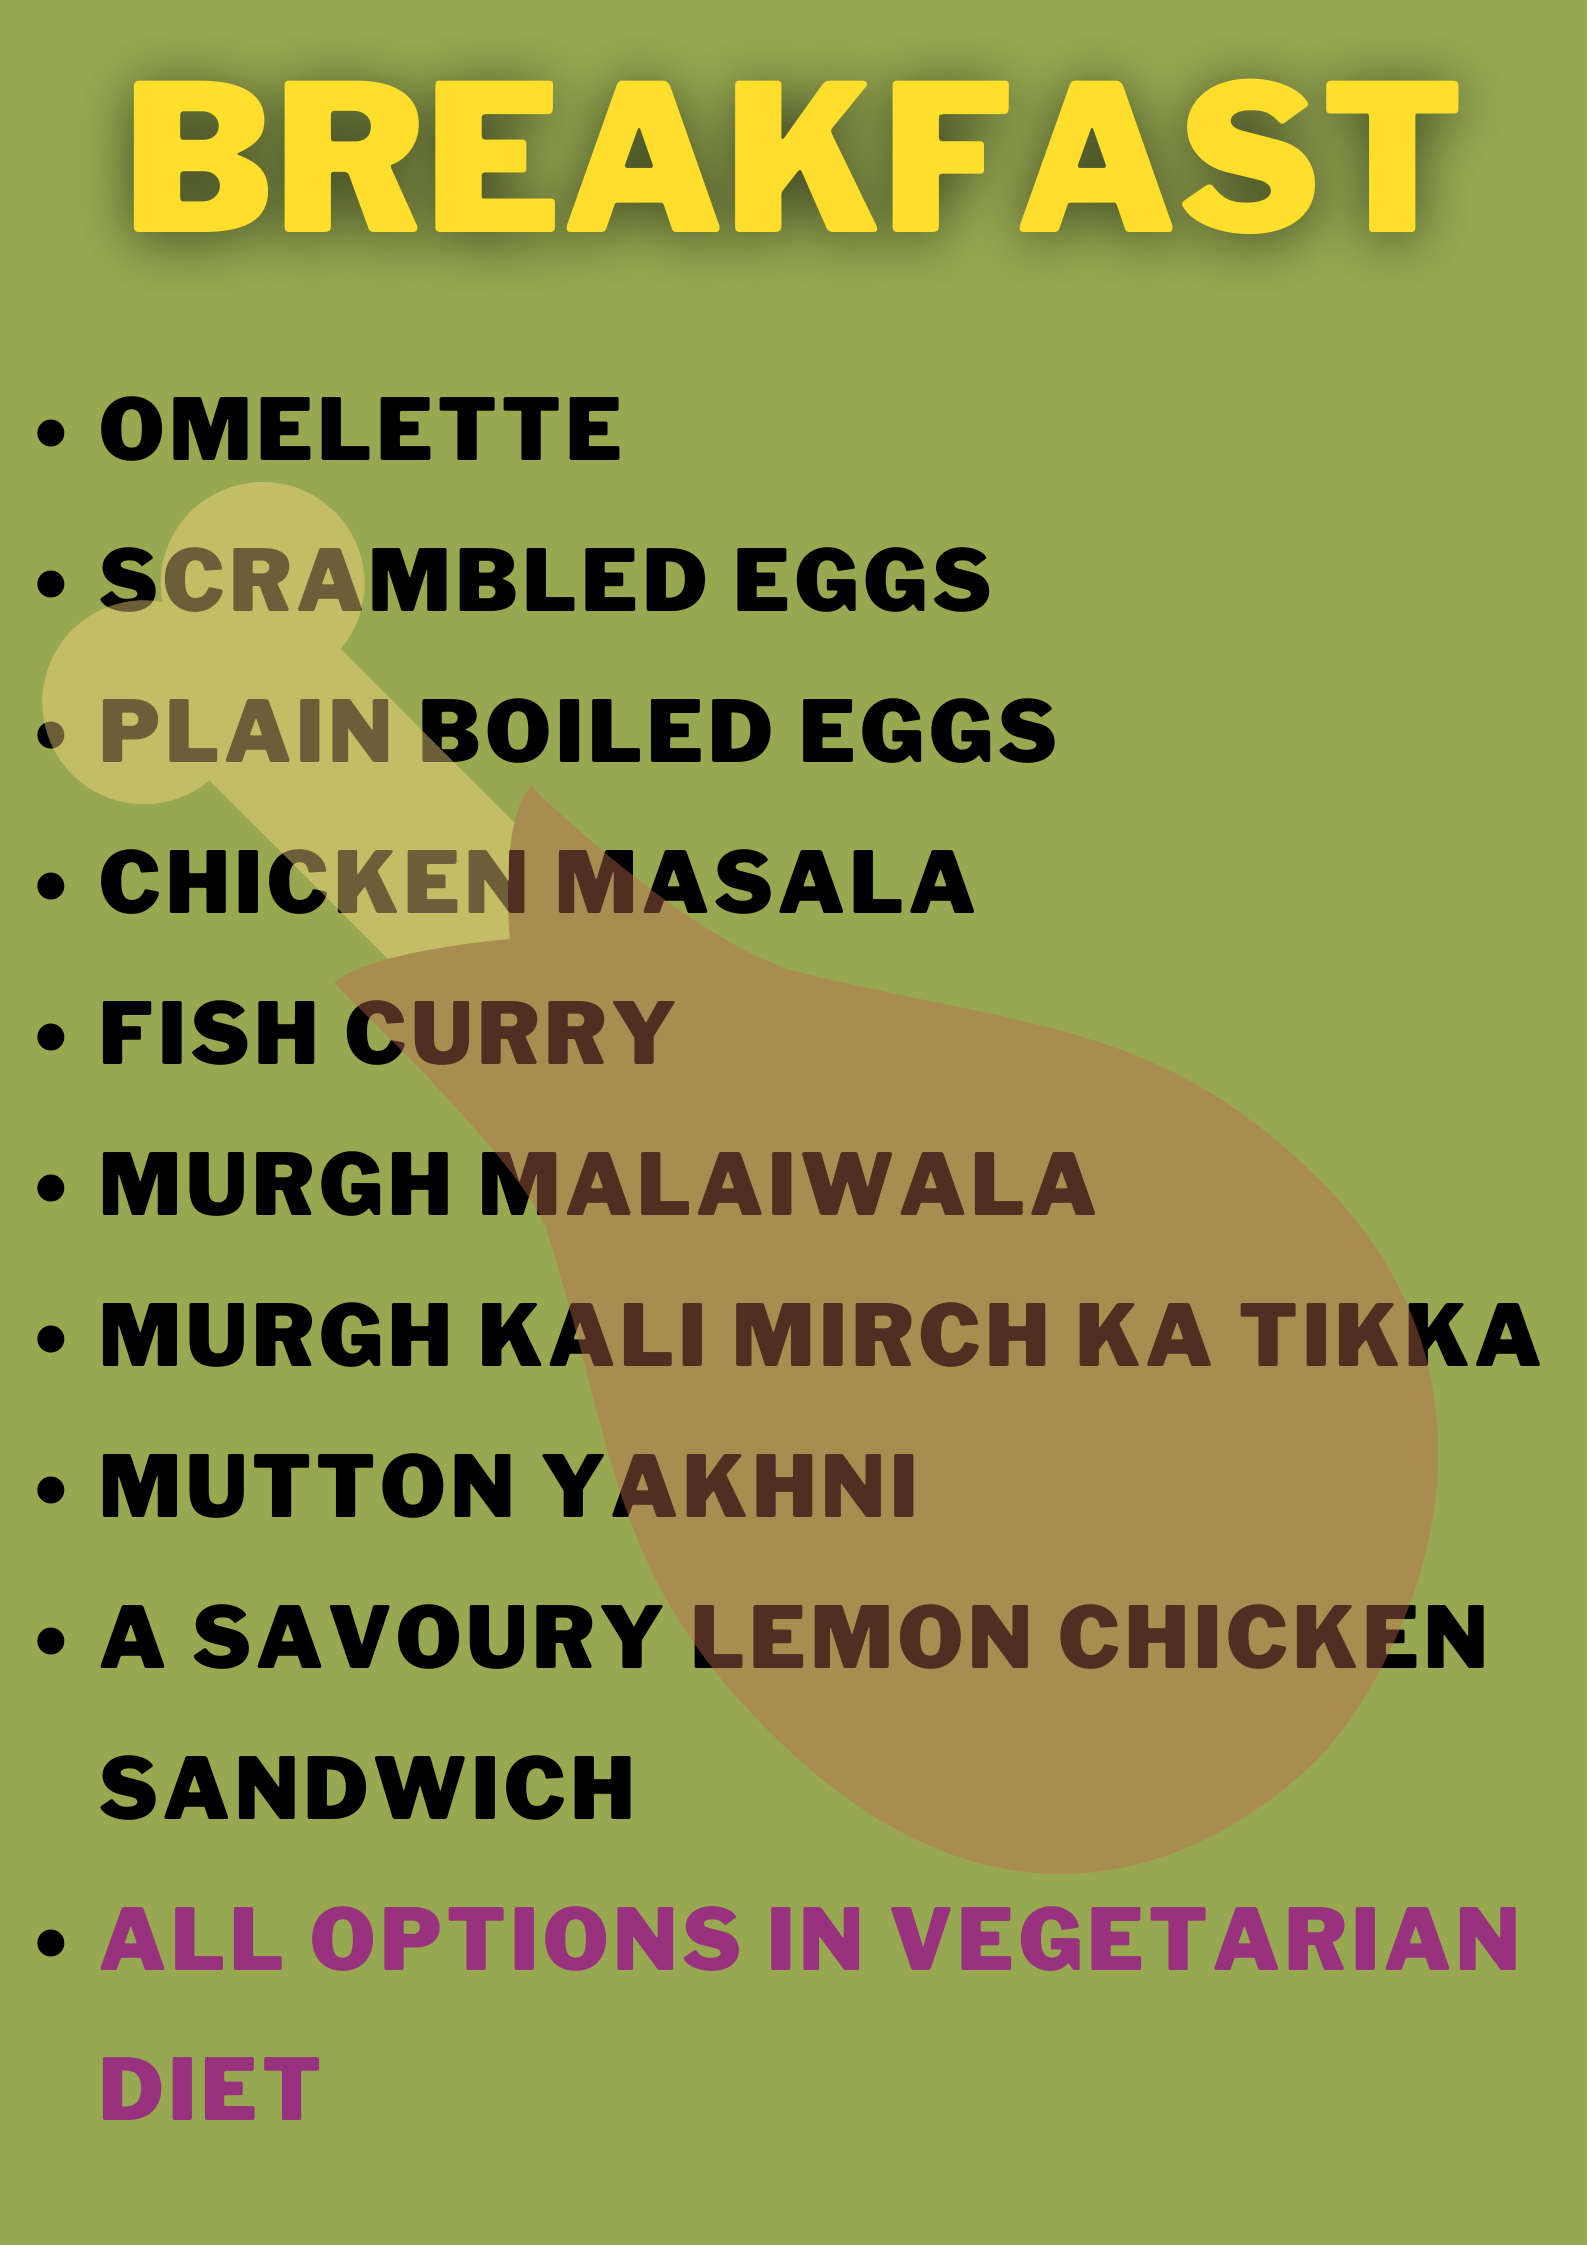 BREAKFAST
• OMELETTE
• SCRAMBLED EGGS
• PLAIN BOILED EGGS
• CHICKEN MASALA
• FISH CURRY
• MURGH MALAIWALA
• MURGH KALI MIRCH KA TIKKA
• MUTTON YAKHNI
• A SAVOURY LEMON CHICKEN
SANDWICH
• ALL OPTIONS IN VEGETARIAN
DIET